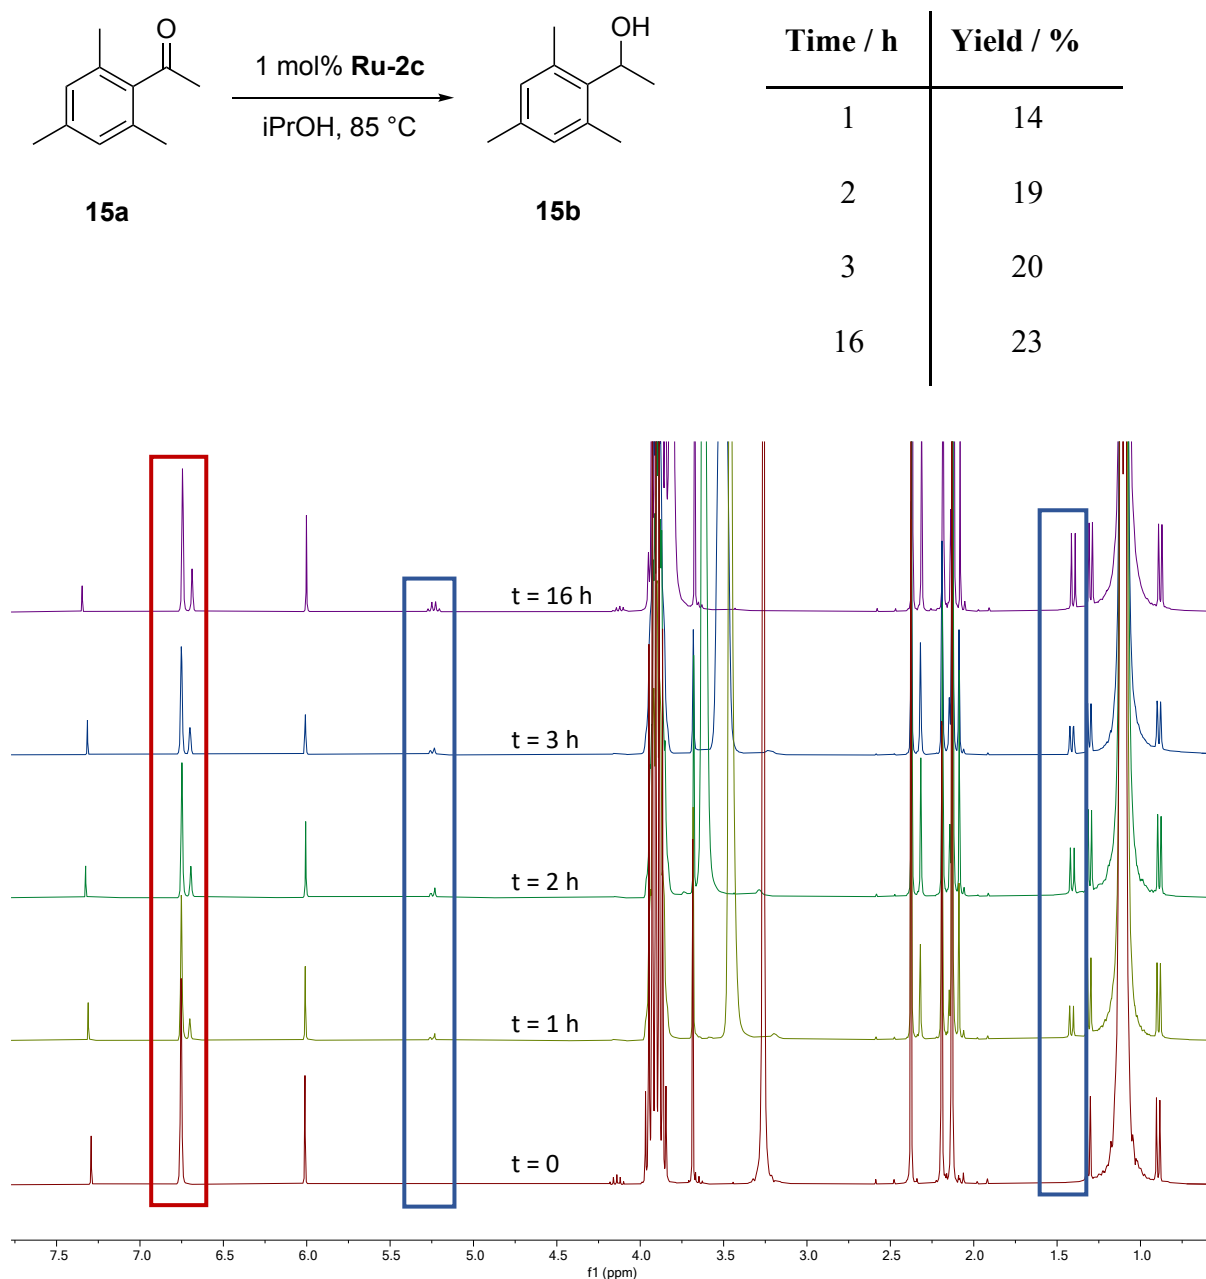 O
1 mol% Ru-2c
iPrOH, 85 °C
OH
15a
15b
Time / h Yield / %
1 14
2 19
3 20
16 23
t = 16 h
t = 3 h
t = 2 h
t = 1 h
t = 0
7.5 7.0 6.5 6.0 5.5 5.0 4.5 4.0 3.5 3.0 2.5 2.0 1.5 1.0
f1 (ppm)